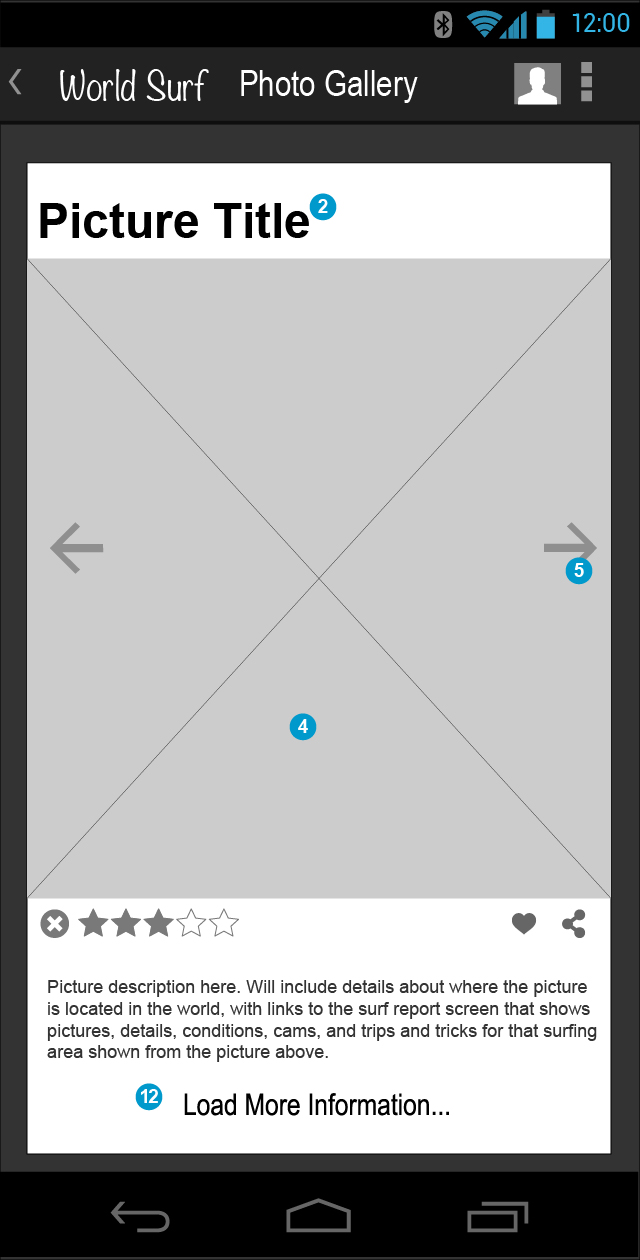 12:00
World Surf Photo Gallery
Picture Title 2
5
4
Picture description here. Will include details about where the picture
is located in the world, with links to the surf report screen that shows
pictures, details, conditions, cams, and trips and tricks for that surfing
area shown from the picture above.
12 Load More Information...